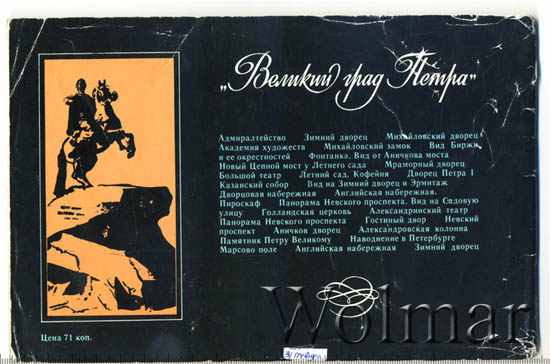 „Великий град Петра"
Адмиралтейство Зимний дворец Михайловский дворец
Академия художеств Михайловский замок Вид Биржи
и ее окрестностей Фонтанка. Вид от Аничкова моста
Новый Цепной мост у Летнего сада Мраморный дворец
Большой театр Летний сад. Кофейня Дворец Петра I
Казанский собор Вид на Зимний дворец и Эрмитаж
Дворцовая набережная Английская набережная.
Пироскаф Панорама Невского проспекта. Вид на Садовую
улицу Голландская церковь Александринский театр
Панорама Невского проспекта Гостиный двор Невский
проспект Аничков дворец Александровская колонна
Памятник Петру Великому Наводнение в Петербурге
Марсово поле Английская набережная Зимний дворец
Цена 71 коп.
Wolmar